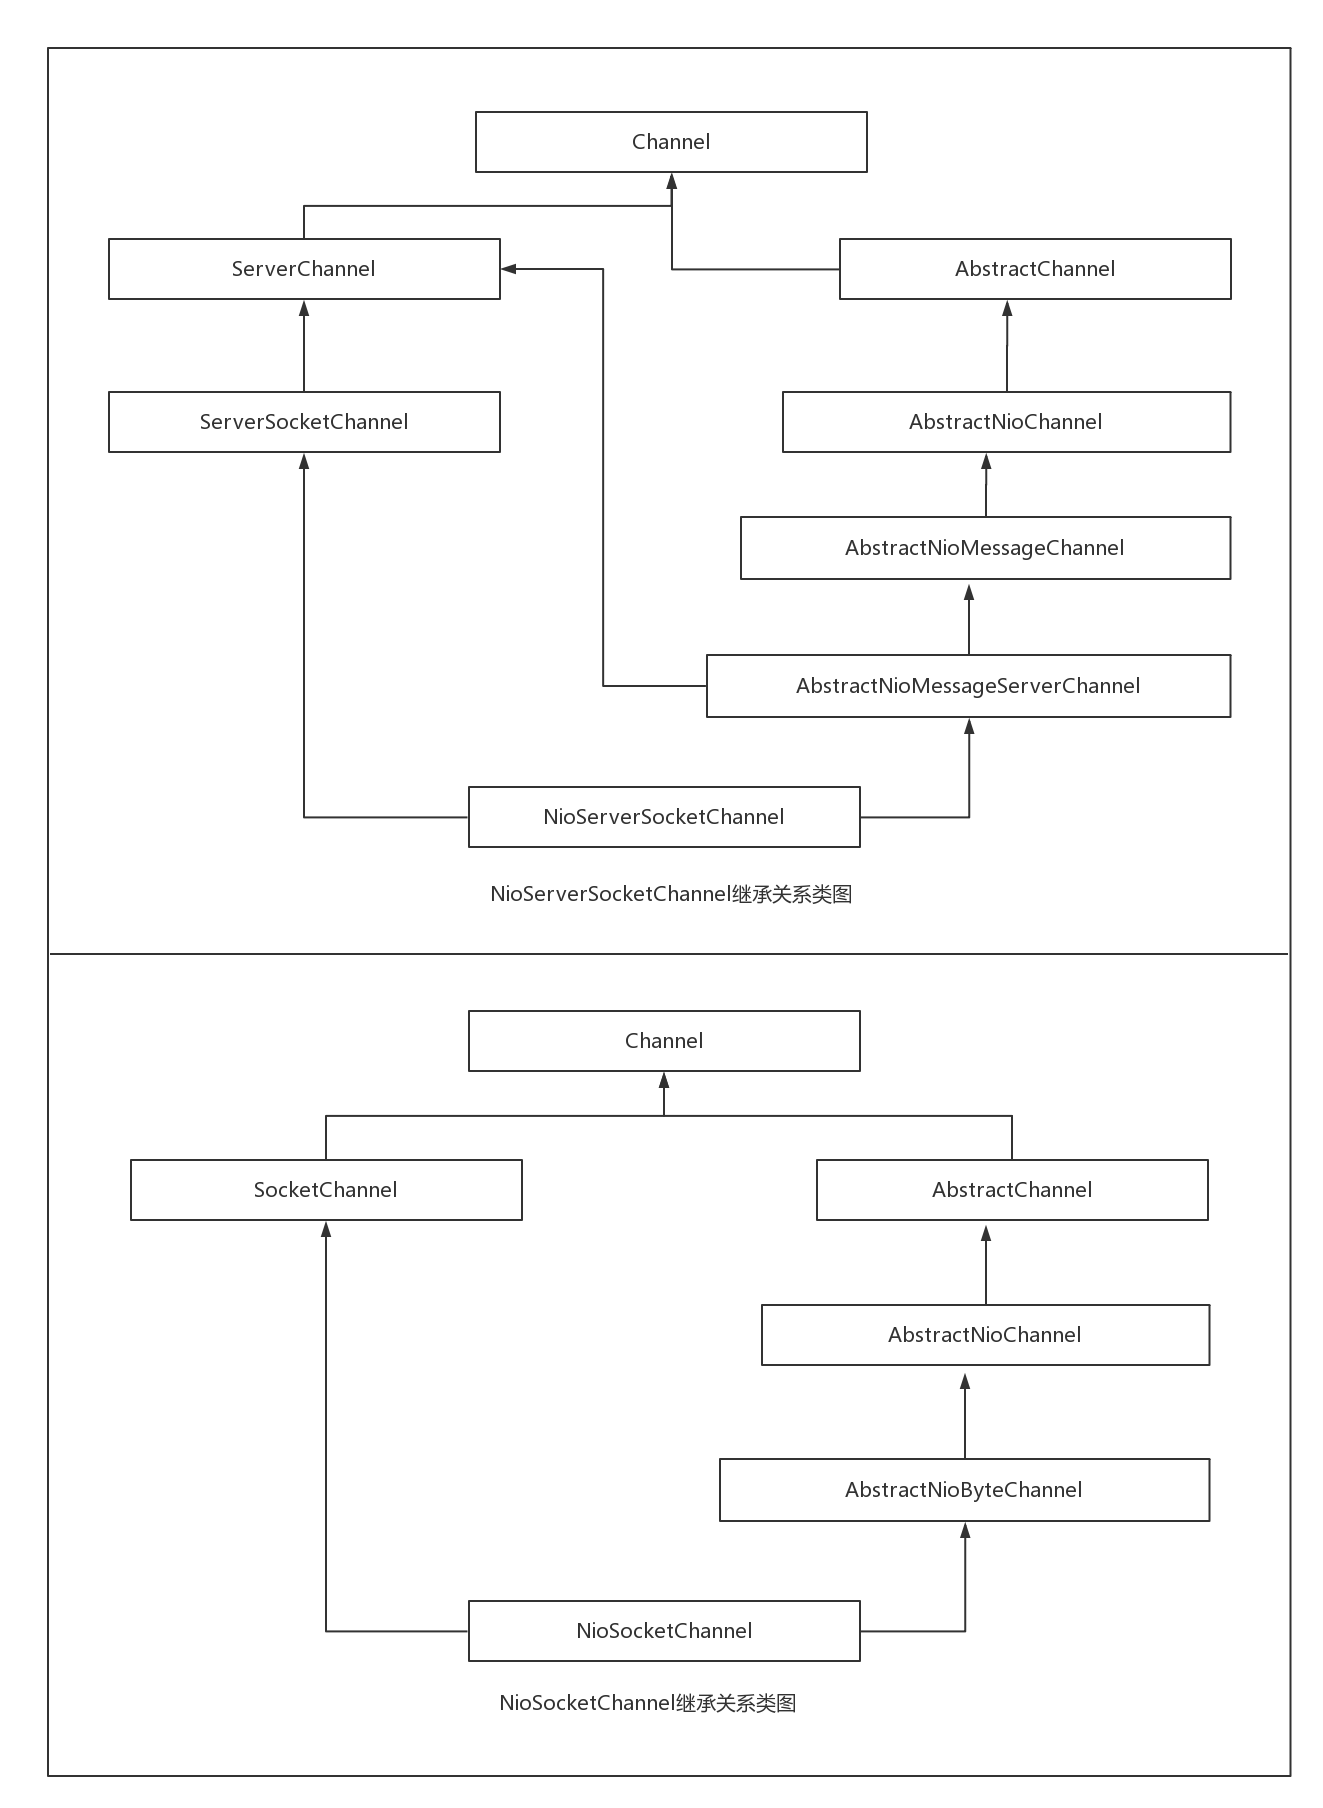 Channel
ServerChannel
AbstractChannel
ServerSocketChannel
AbstractNioChannel
AbstractNioMessageChannel
AbstractNioMessageServerChannel
NioServerSocketChannel
NioServerSocketChannel继承关系类图
Channel
SocketChannel
AbstractChannel
AbstractNioChannel
AbstractNioByteChannel
NioSocketChannel
NioSocketChannel继承关系类图